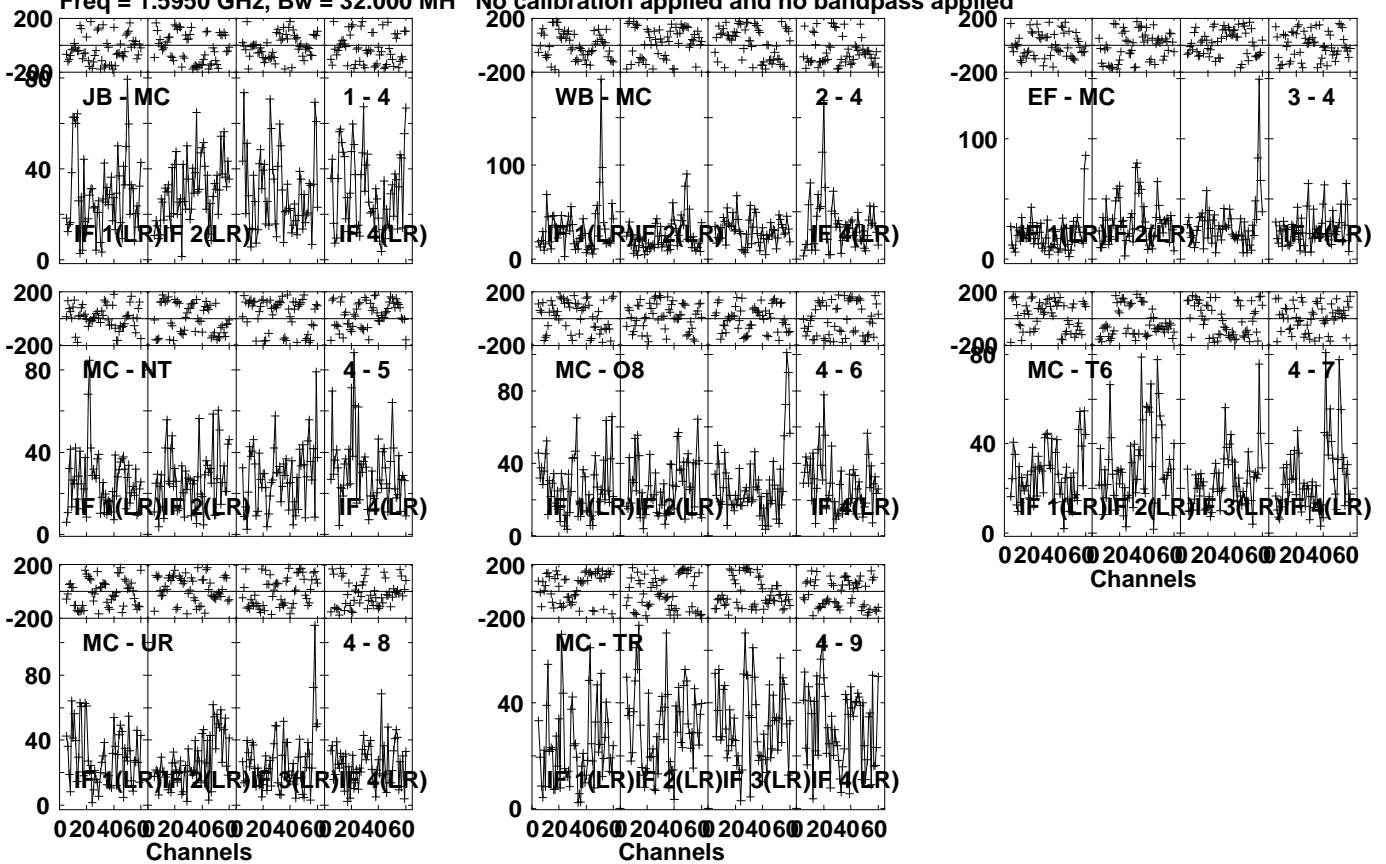 Freq = 1.5950 GHz, Bw = 32.000 MH No calibration applied and no bandpass applied
200
-200
80
40
0
JB - MC 1 - 4
IF 1(LR) IF 2(LR) IF 4(LR)
200
-200
100
0
WB - MC 2 - 4
IF 1(LR) IF 2(LR) IF 4(LR)
200
-200
100
0
EF - MC 3 - 4
IF 1(LR) IF 2(LR) IF 4(LR)
200
-200
80
40
0
MC - NT 4 - 5
IF 1(LR) IF 2(LR) IF 4(LR)
200
-200
80
40
0
MC - O8 4 - 6
IF 1(LR) IF 2(LR) IF 4(LR)
200
-200
80
40
0
MC - T6 4 - 7
IF 1(LR) IF 2(LR) IF 3(LR) IF 4(LR)
0 20 40 60 0 20 40 60 0 20 40 60 0 20 40 60
Channels
200
-200
80
40
0
MC - UR 4 - 8
IF 1(LR) IF 2(LR) IF 3(LR) IF 4(LR)
0 20 40 60 0 20 40 60 0 20 40 60 0 20 40 60
Channels
200
-200
40
0
MC - TR 4 - 9
IF 1(LR) IF 2(LR) IF 3(LR) IF 4(LR)
0 20 40 60 0 20 40 60 0 20 40 60 0 20 40 60
Channels